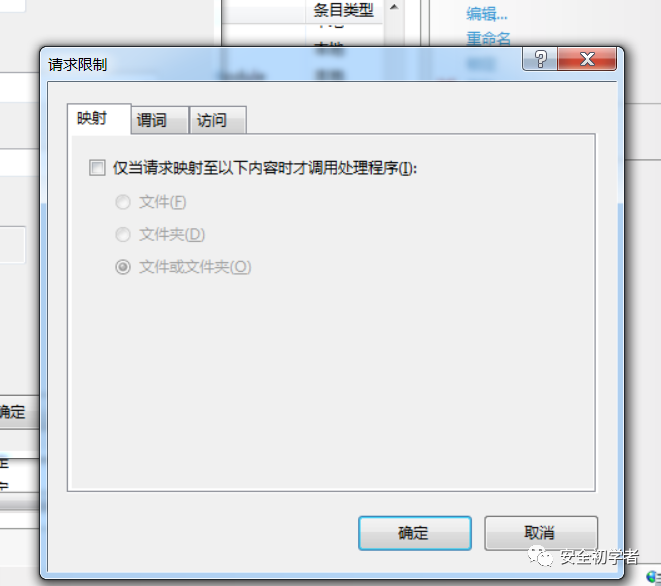 条目类型
编辑...
重命名
本地
请求限制
映射
谓词
访问
仅当请求映射至以下内容时才调用处理程序(I):
文件(F)
文件夹(D)
文件或文件夹(O)
确定
确定
取消
安全初学者